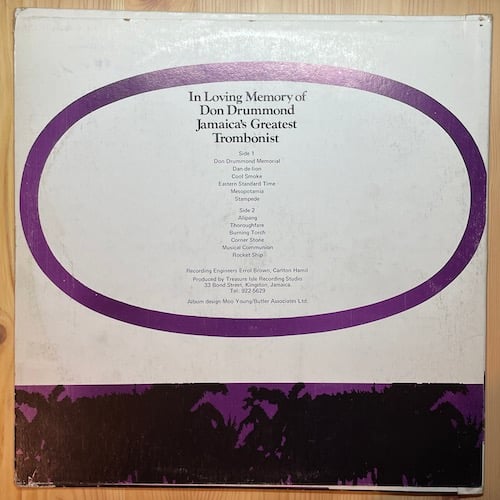 In Loving Memory of
Don Drummond
Jamaica's Greatest
Trombonist
Side 1
Don Drummond Memorial
Dan-de-lion
Cool Smoke
Eastern Standard Time
Mesopotamia
Stampede
Side 2
Alipang
Thoroughfare
Burning Torch
Corner Stone
Musical Communion
Rocket Ship
Recording Engineers Errol Brown, Carlton Hamil
Produced by Treasure Isle Recording Studio
33 Bond Street, Kingston, Jamaica.
Tel: 922-5629
Album design Moo Young/Butler Associates Ltd.